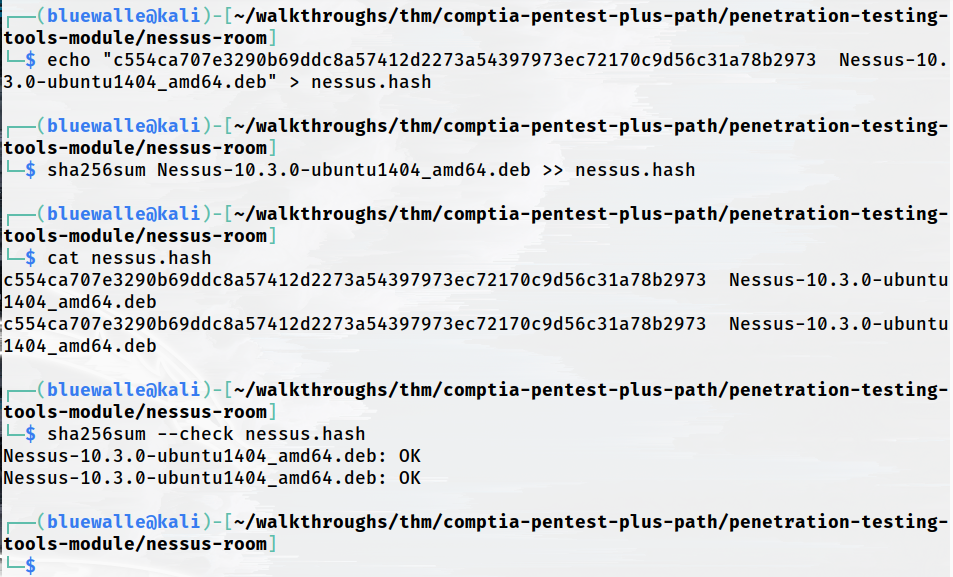 ┌──(bluewalle㉿kali)-[~/walkthroughs/thm/comptia-pentest-plus-path/penetration-testing-
tools-module/nessus-room]
└─$ echo "c554ca707e3290b69ddc8a57412d2273a54397973ec72170c9d56c31a78b2973  Nessus-10.
3.0-ubuntu1404_amd64.deb" > nessus.hash
┌──(bluewalle㉿kali)-[~/walkthroughs/thm/comptia-pentest-plus-path/penetration-testing-
tools-module/nessus-room]
└─$ sha256sum Nessus-10.3.0-ubuntu1404_amd64.deb >> nessus.hash
┌──(bluewalle㉿kali)-[~/walkthroughs/thm/comptia-pentest-plus-path/penetration-testing-
tools-module/nessus-room]
└─$ cat nessus.hash
c554ca707e3290b69ddc8a57412d2273a54397973ec72170c9d56c31a78b2973  Nessus-10.3.0-ubuntu
1404_amd64.deb
c554ca707e3290b69ddc8a57412d2273a54397973ec72170c9d56c31a78b2973  Nessus-10.3.0-ubuntu
1404_amd64.deb
┌──(bluewalle㉿kali)-[~/walkthroughs/thm/comptia-pentest-plus-path/penetration-testing-
tools-module/nessus-room]
└─$ sha256sum --check nessus.hash
Nessus-10.3.0-ubuntu1404_amd64.deb: OK
Nessus-10.3.0-ubuntu1404_amd64.deb: OK
┌──(bluewalle㉿kali)-[~/walkthroughs/thm/comptia-pentest-plus-path/penetration-testing-
tools-module/nessus-room]
└─$